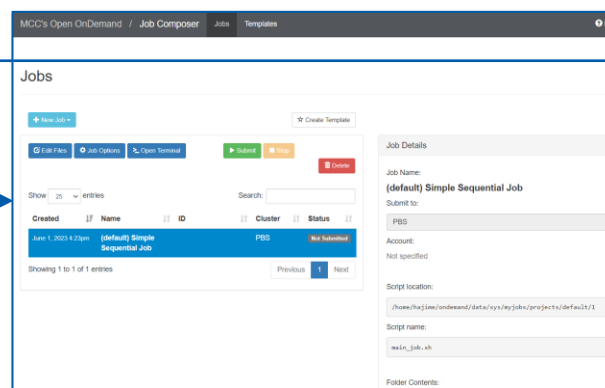 MCC's Open OnDemand / Job Composer Jobs Templates
Jobs
New Job
Create Template
Edit Files Job Options Open Terminal Submit Stop
Delete
Show 25 entries Search:
Created Name ID Cluster Status
June 1, 2023 4:23pm (default) Simple Sequential Job PBS Not Submitted
Showing 1 to 1 of 1 entries Previous 1 Next
Job Details
Job Name:
(default) Simple Sequential Job
Submit to:
PBS
Account:
Not specified
Script location:
/home/hajime/ondemand/data/sys/myjobs/projects/default/1
Script name:
main_job.sh
Folder Contents: